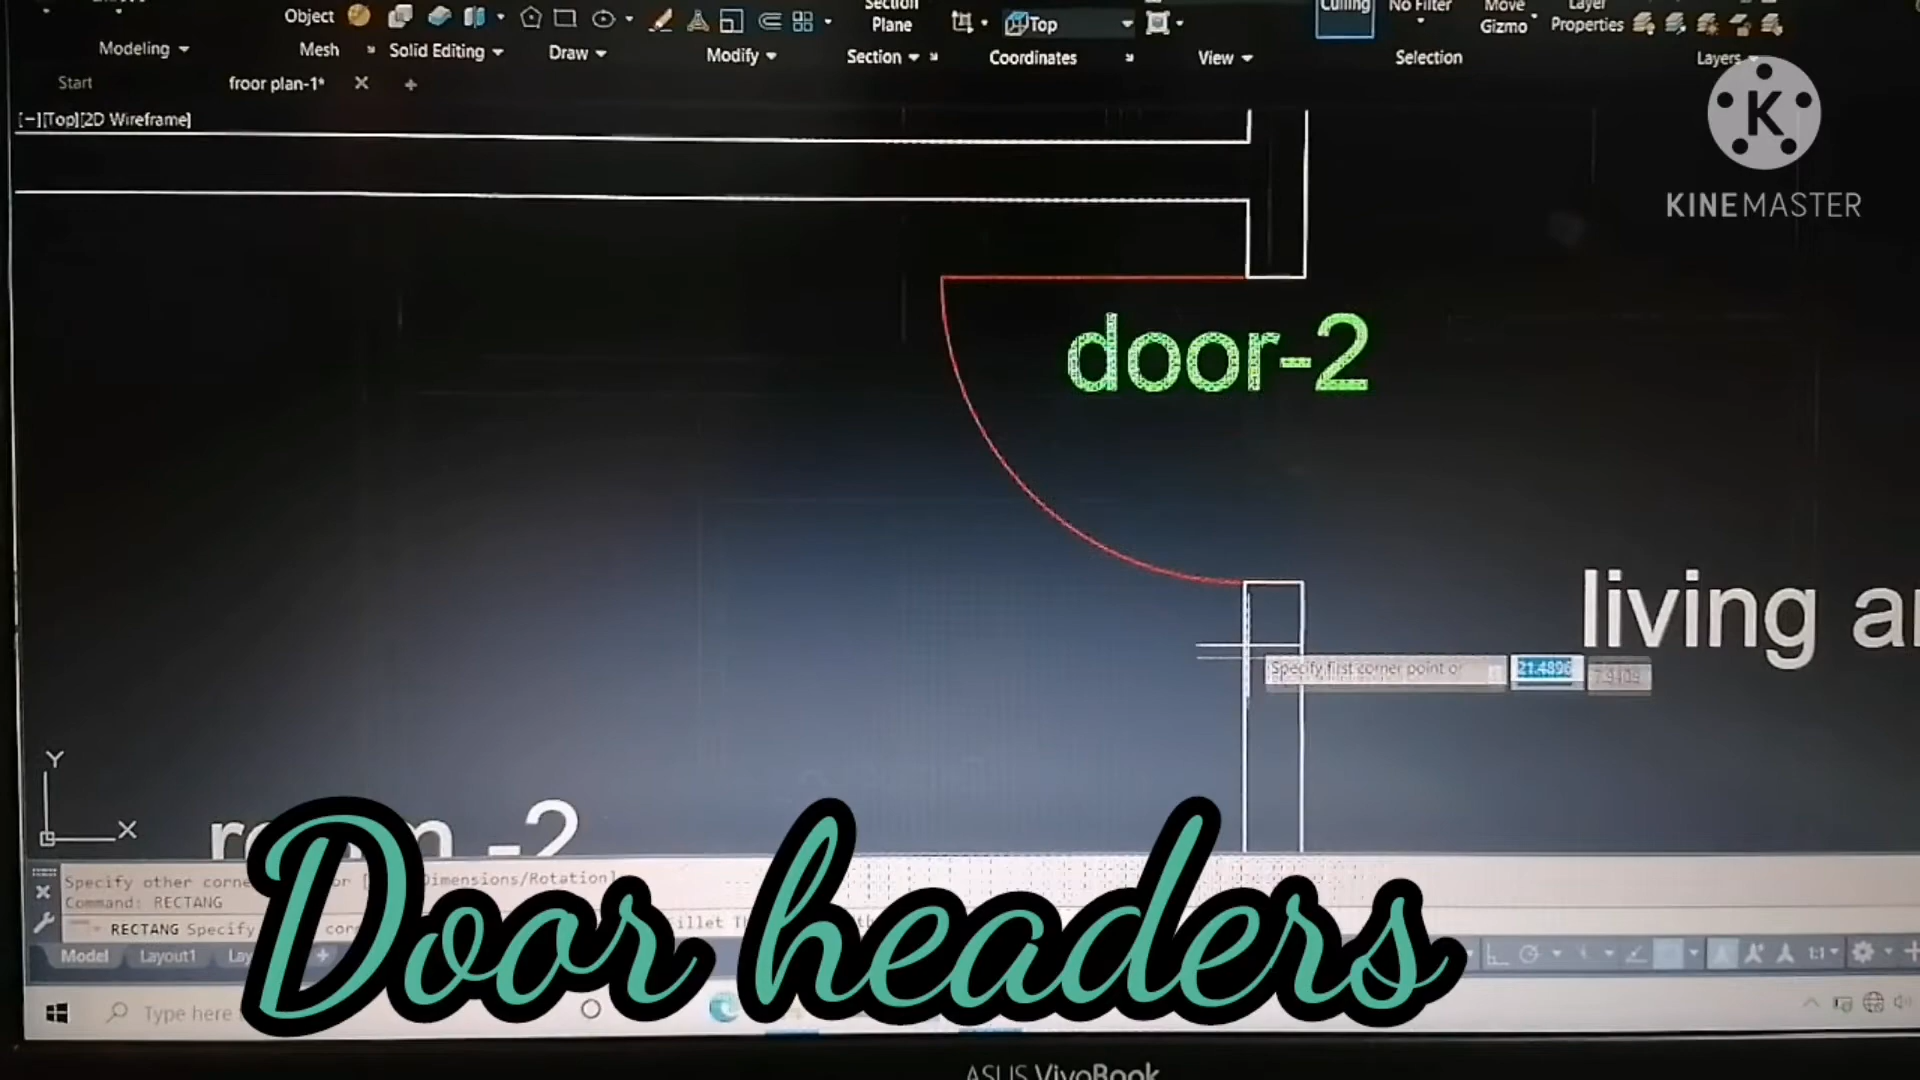 Object
Section
Plane
Top
Culling
No Filter
Move
Gizmo
Layer
Properties
Modeling
Mesh
Solid Editing
Draw
Modify
Section
Coordinates
View
Selection
Layers
Start
froor plan-1*
[−][Top][2D Wireframe]
K
KINEMASTER
door-2
living
Specify first corner point or
21.4896
Y
X
-2
Specify other
or [
Dimensions/Rotation]
Command: RECTANG
RECTANG Specify
Model
Layout1
1:1
Type here
Door headers
ASUS VivoBook